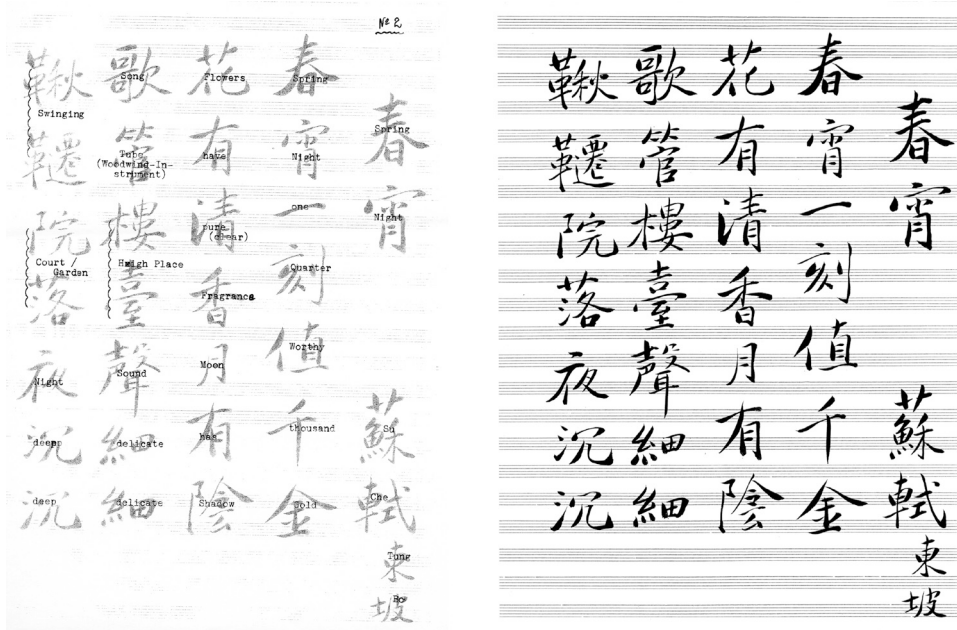 № 2
春宵
蘇軾
東坡
Spring
Night
Su
Che
Tung
春宵一刻值千金
Spring
Night
one
Quarter
Worthy
thousand
Gold
花有清香月有陰
Flowers
have
pure
(clear)
Fragrance
Moon
has
Shadow
歌管樓臺聲細細
Song
Tube
(Woodwind-In-
strument)
High Place
Sound
delicate
delicate
鞦韆院落夜沉沉
Swinging
Court /
Garden
Night
deep
deep
春宵
蘇軾
東坡
春宵一刻值千金
花有清香月有陰
歌管樓臺聲細細
鞦韆院落夜沉沉